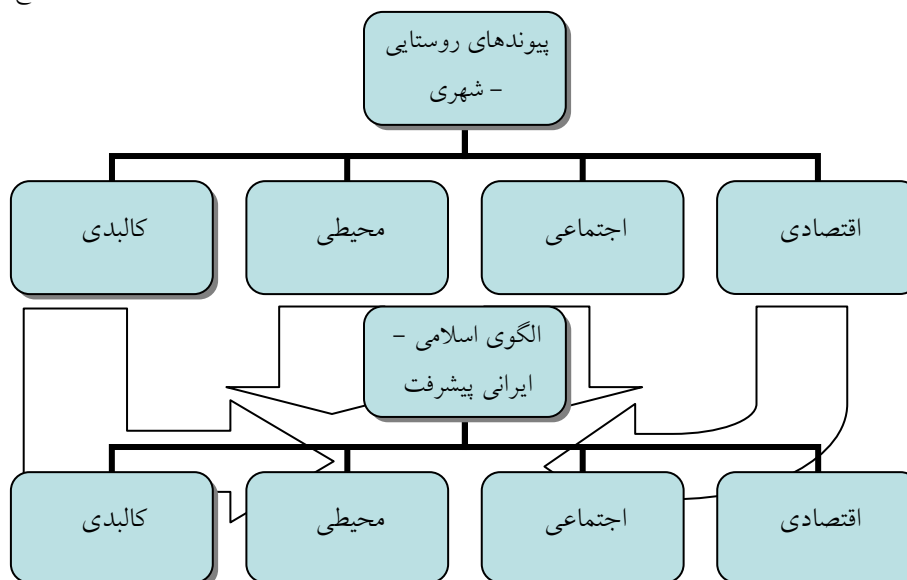 پیوندهای روستایی
– شهری
اقتصادی
اجتماعی
محیطی
کالبدی
الگوی اسلامی –
ایرانی پیشرفت
اقتصادی
اجتماعی
محیطی
کالبدی